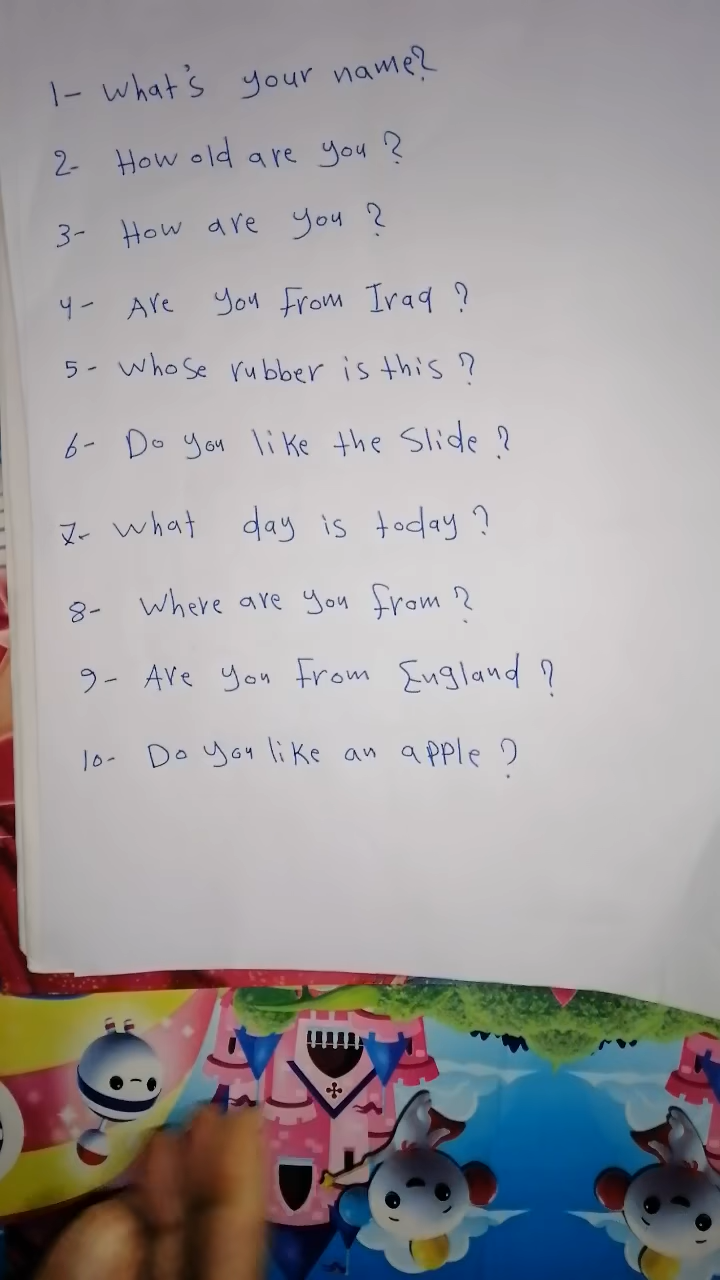 1- What's your name?
2- How old are you?
3- How are you?
4- Are you from Iraq?
5- Whose rubber is this?
6- Do you like the Slide?
7- What day is today?
8- Where are you from?
9- Are you From England?
10- Do you like an apple?